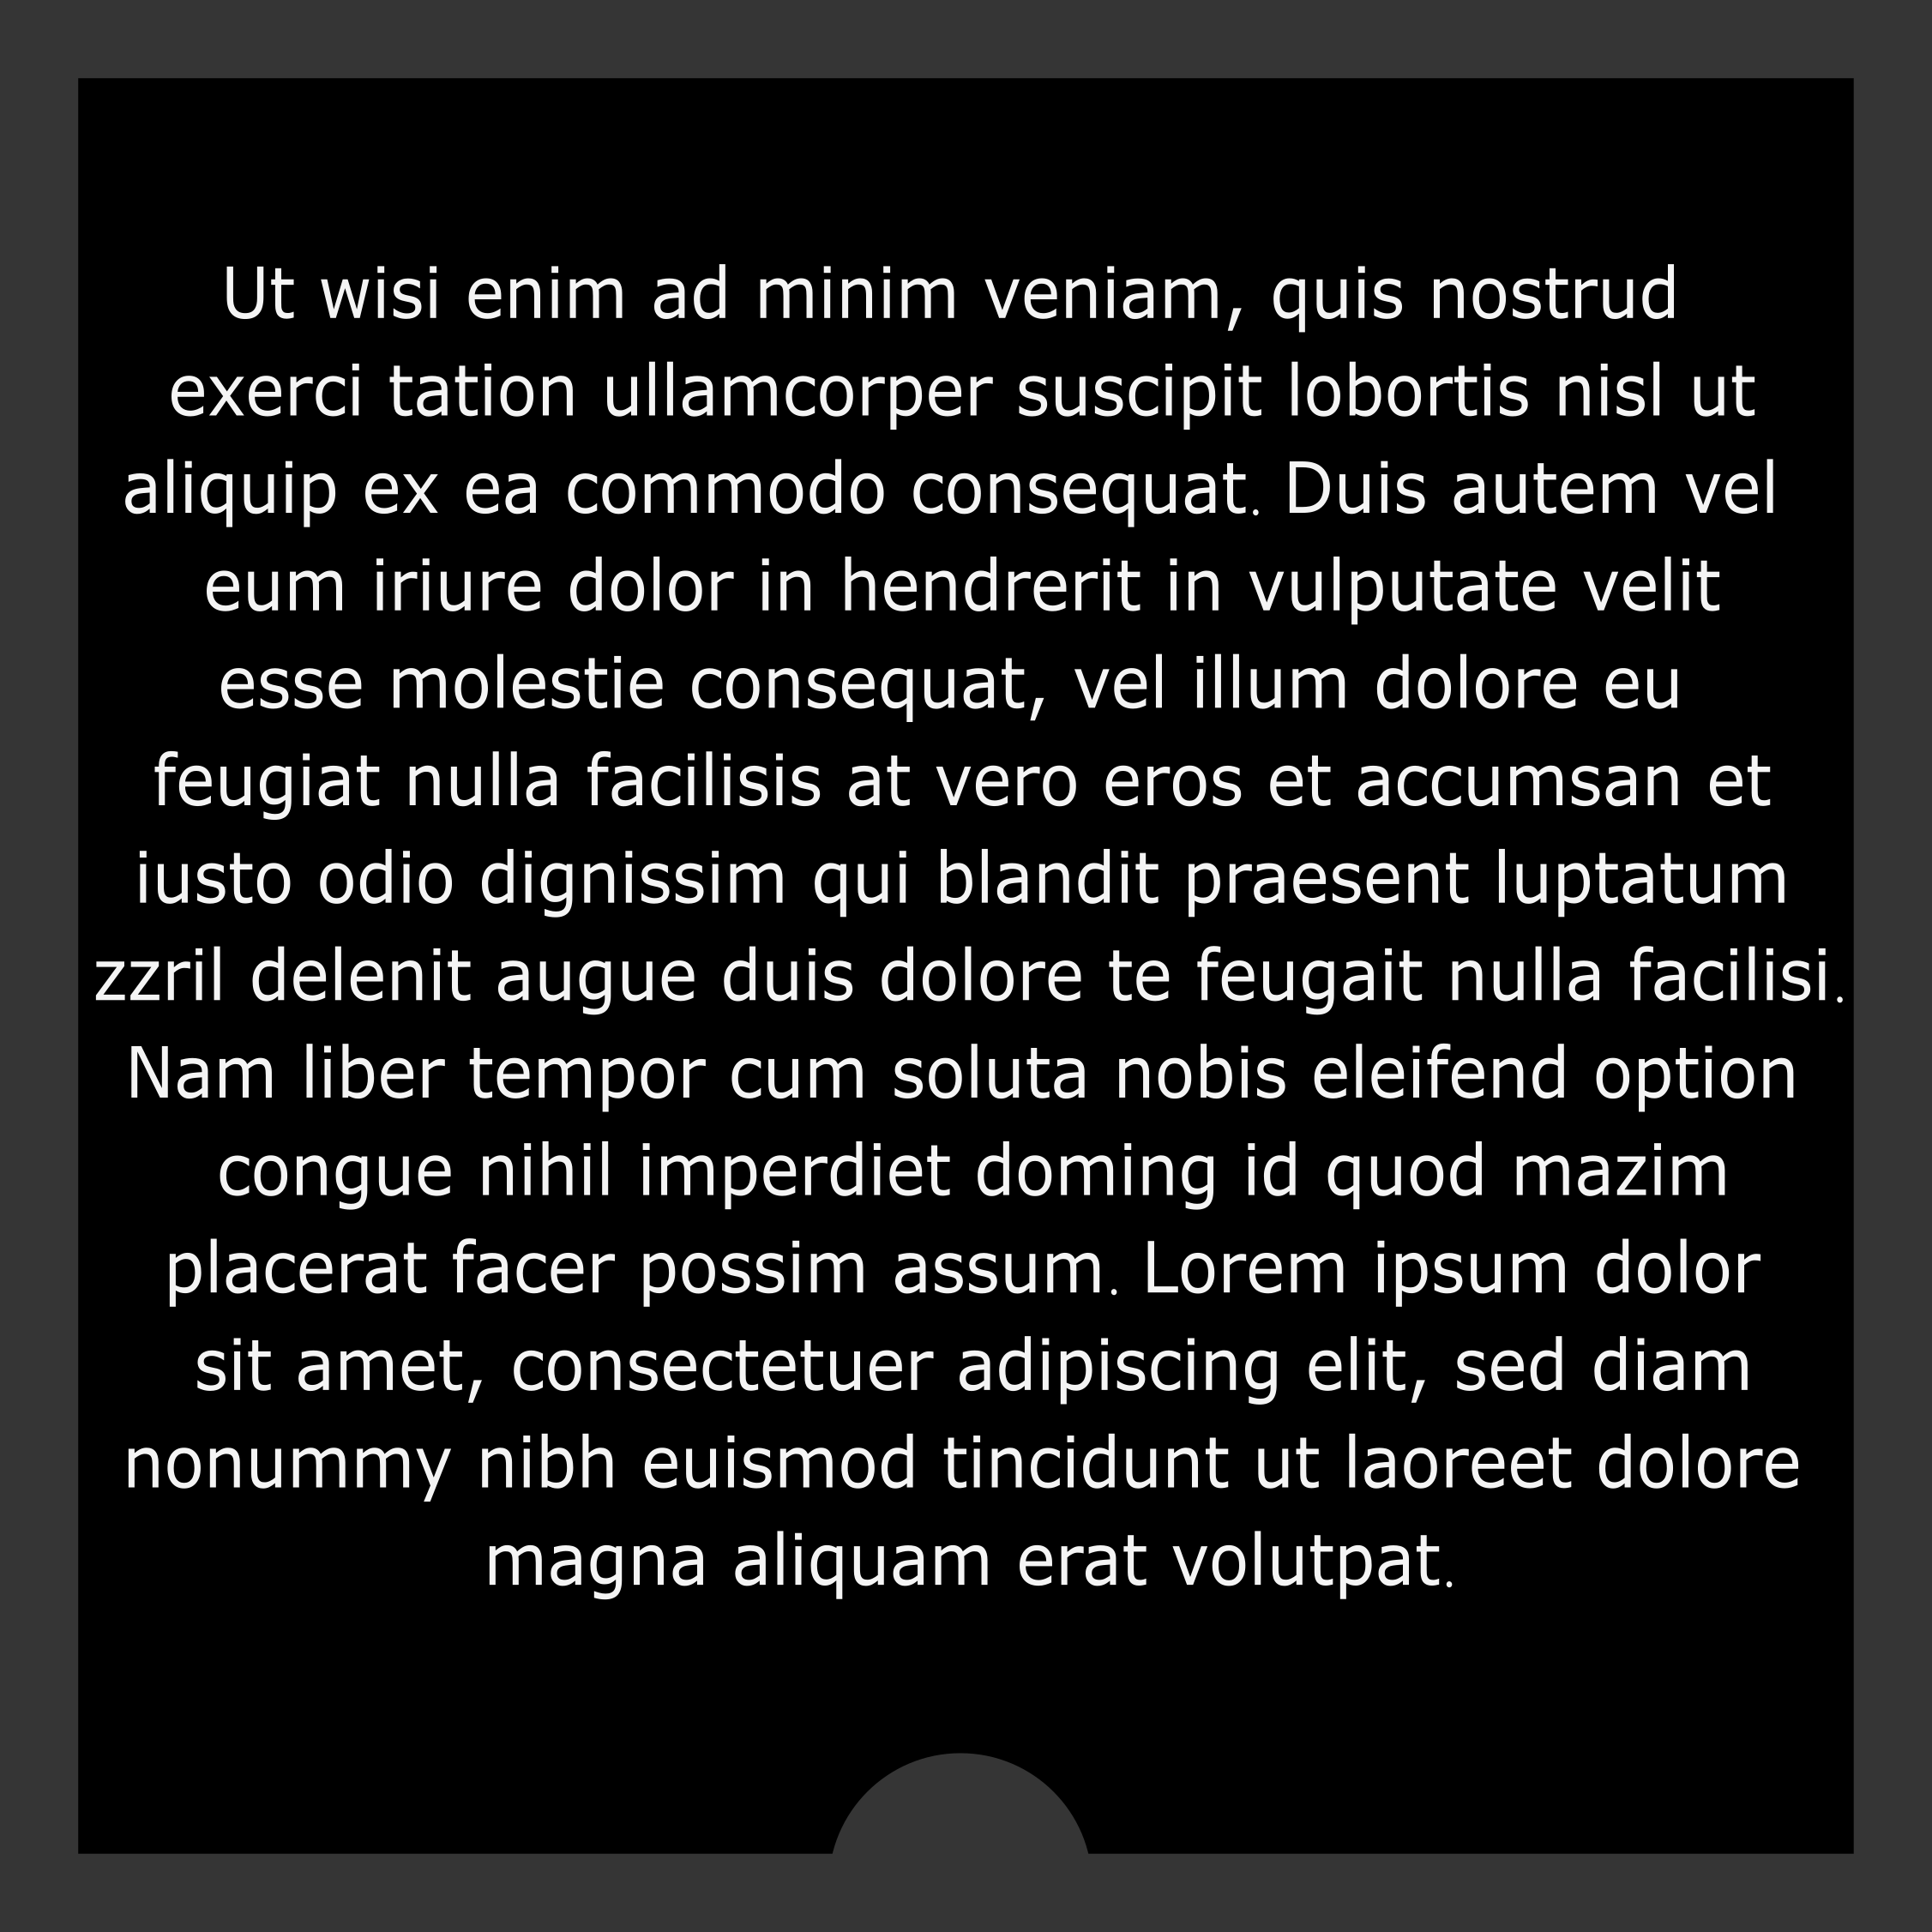 Ut wisi enim ad minim veniam, quis nostrud
exerci tation ullamcorper suscipit lobortis nisl ut
aliquip ex ea commodo consequat. Duis autem vel
eum iriure dolor in hendrerit in vulputate velit
esse molestie consequat, vel illum dolore eu
feugiat nulla facilisis at vero eros et accumsan et
iusto odio dignissim qui blandit praesent luptatum
zzril delenit augue duis dolore te feugait nulla facilisi.
Nam liber tempor cum soluta nobis eleifend option
congue nihil imperdiet doming id quod mazim
placerat facer possim assum. Lorem ipsum dolor
sit amet, consectetuer adipiscing elit, sed diam
nonummy nibh euismod tincidunt ut laoreet dolore
magna aliquam erat volutpat.